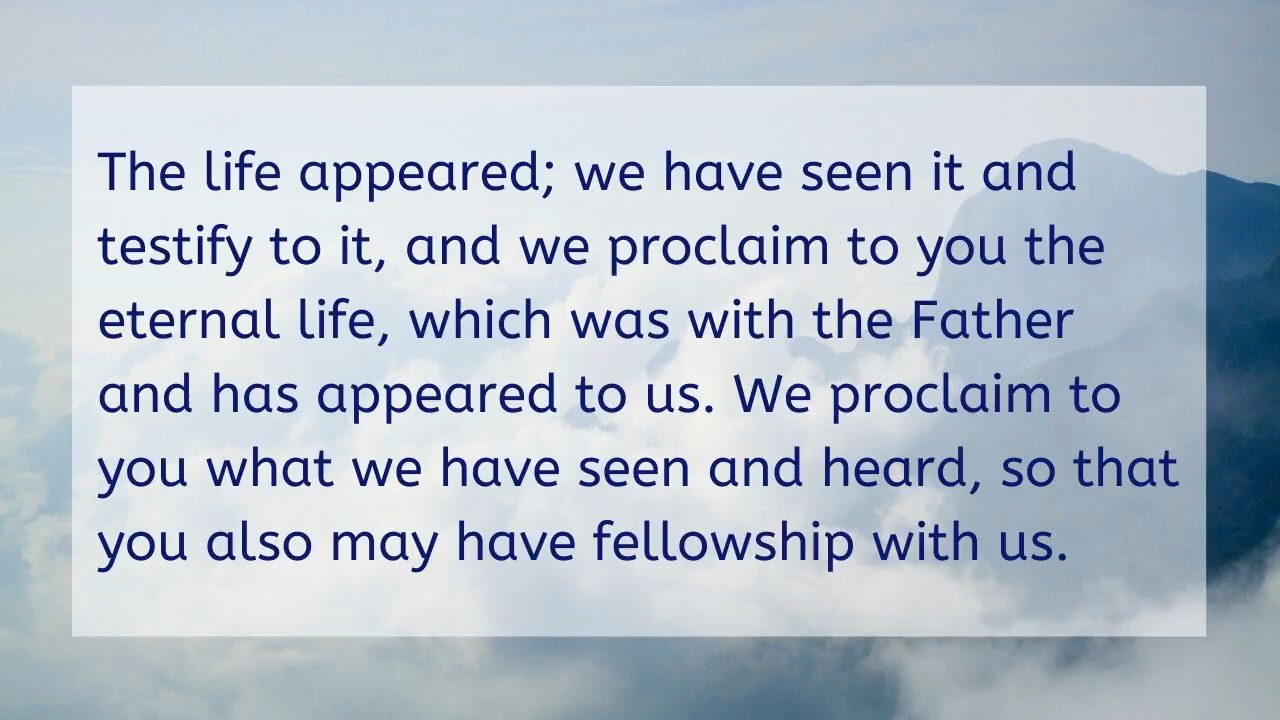 The life appeared; we have seen it and
testify to it, and we proclaim to you the
eternal life, which was with the Father
and has appeared to us. We proclaim to
you what we have seen and heard, so that
you also may have fellowship with us.